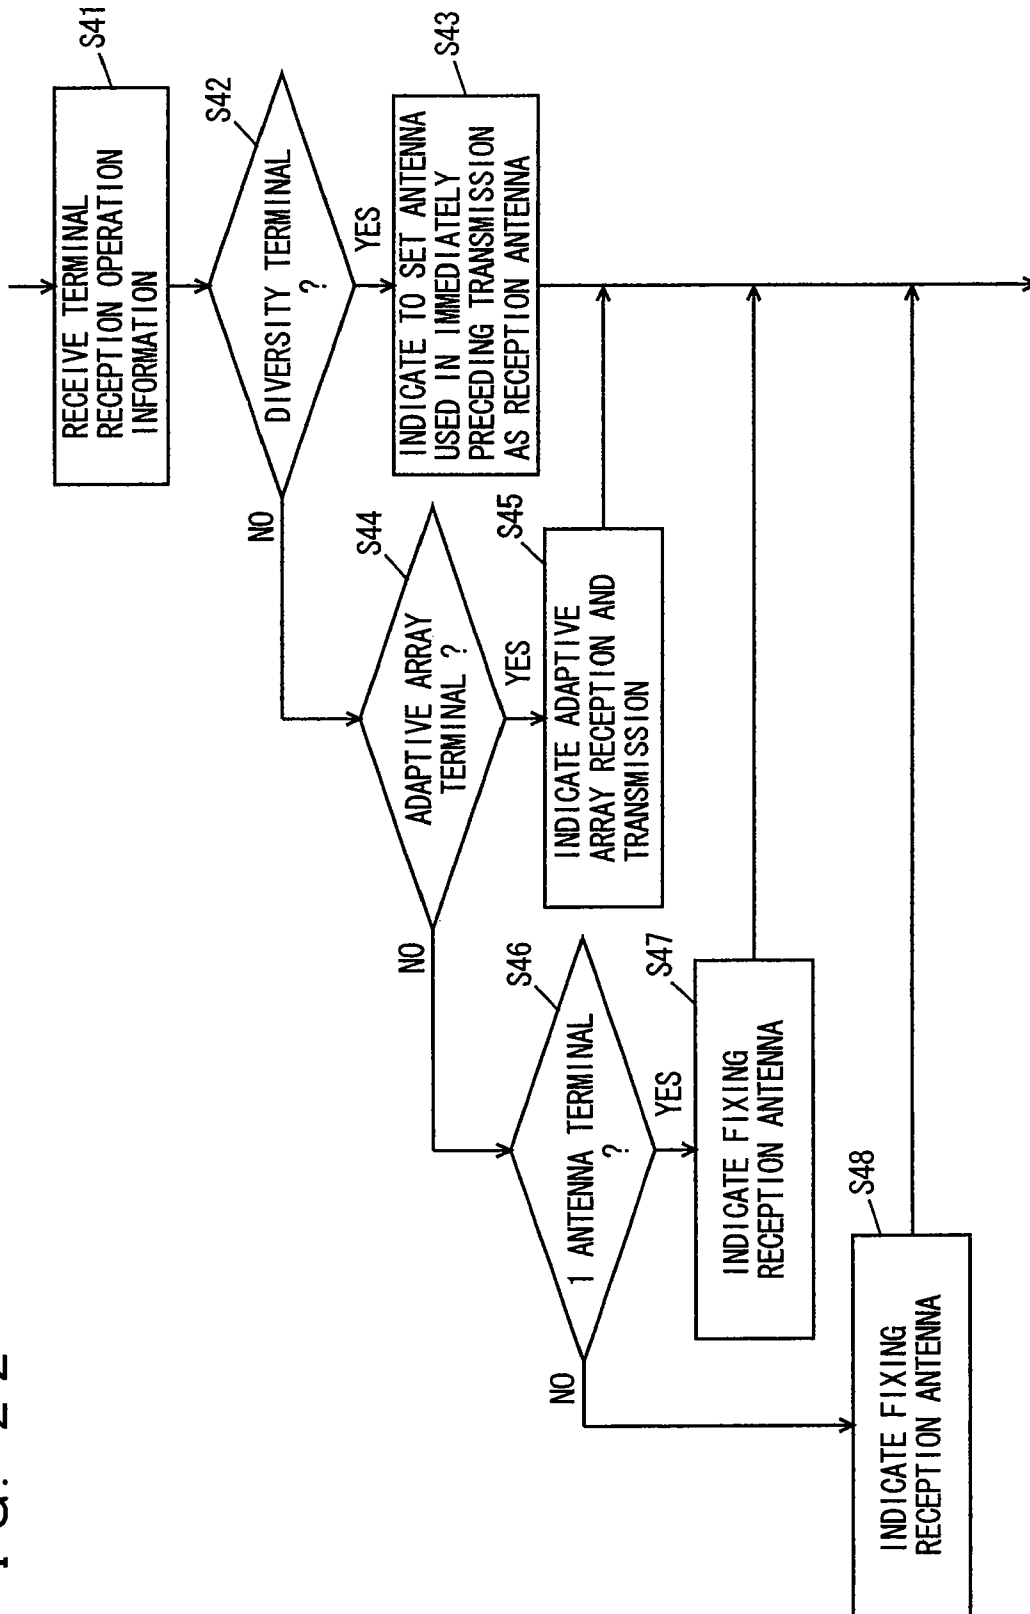 S41
RECEIVE TERMINAL
RECEPTION OPERATION
INFORMATION
S42
DIVERSITY TERMINAL
?
YES
NO
S43
INDICATE TO SET ANTENNA
USED IN IMMEDIATELY
PRECEDING TRANSMISSION
AS RECEPTION ANTENNA
S44
ADAPTIVE ARRAY
TERMINAL ?
YES
NO
S45
INDICATE ADAPTIVE
ARRAY RECEPTION AND
TRANSMISSION
S46
1 ANTENNA TERMINAL
?
YES
NO
S47
INDICATE FIXING
RECEPTION ANTENNA
S48
INDICATE FIXING
RECEPTION ANTENNA